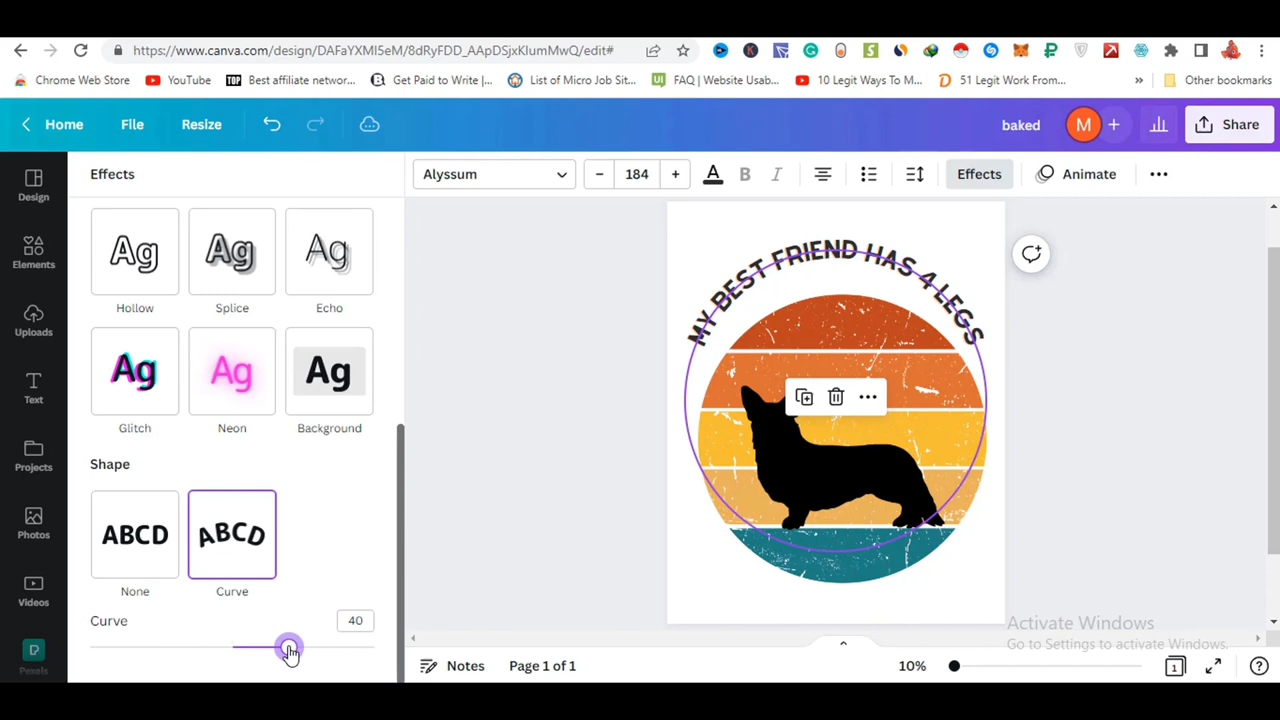 https://www.canva.com/design/DAFaYXMI5eM/8dRyFDD_AApDSjxKlumMwQ/edit#
Chrome Web Store
YouTube
TOP
Best affiliate networ...
Get Paid to Write |...
List of Micro Job Sit...
UI
FAQ | Website Usab...
10 Legit Ways To M...
51 Legit Work From...
»
Other bookmarks
Home
File
Resize
baked
M
+
Share
Effects
Alyssum
–
184
+
A
B
I
Effects
Animate
Design
Elements
Uploads
Text
Projects
Photos
Videos
Pexels
Ag
Hollow
Ag
Splice
Ag
Echo
Ag
Glitch
Ag
Neon
Ag
Background
Shape
ABCD
None
ABCD
Curve
Curve
40
MY BEST FRIEND HAS 4 LEGS
Activate Windows
Go to Settings to activate Windows.
Notes
Page 1 of 1
10%
1
?